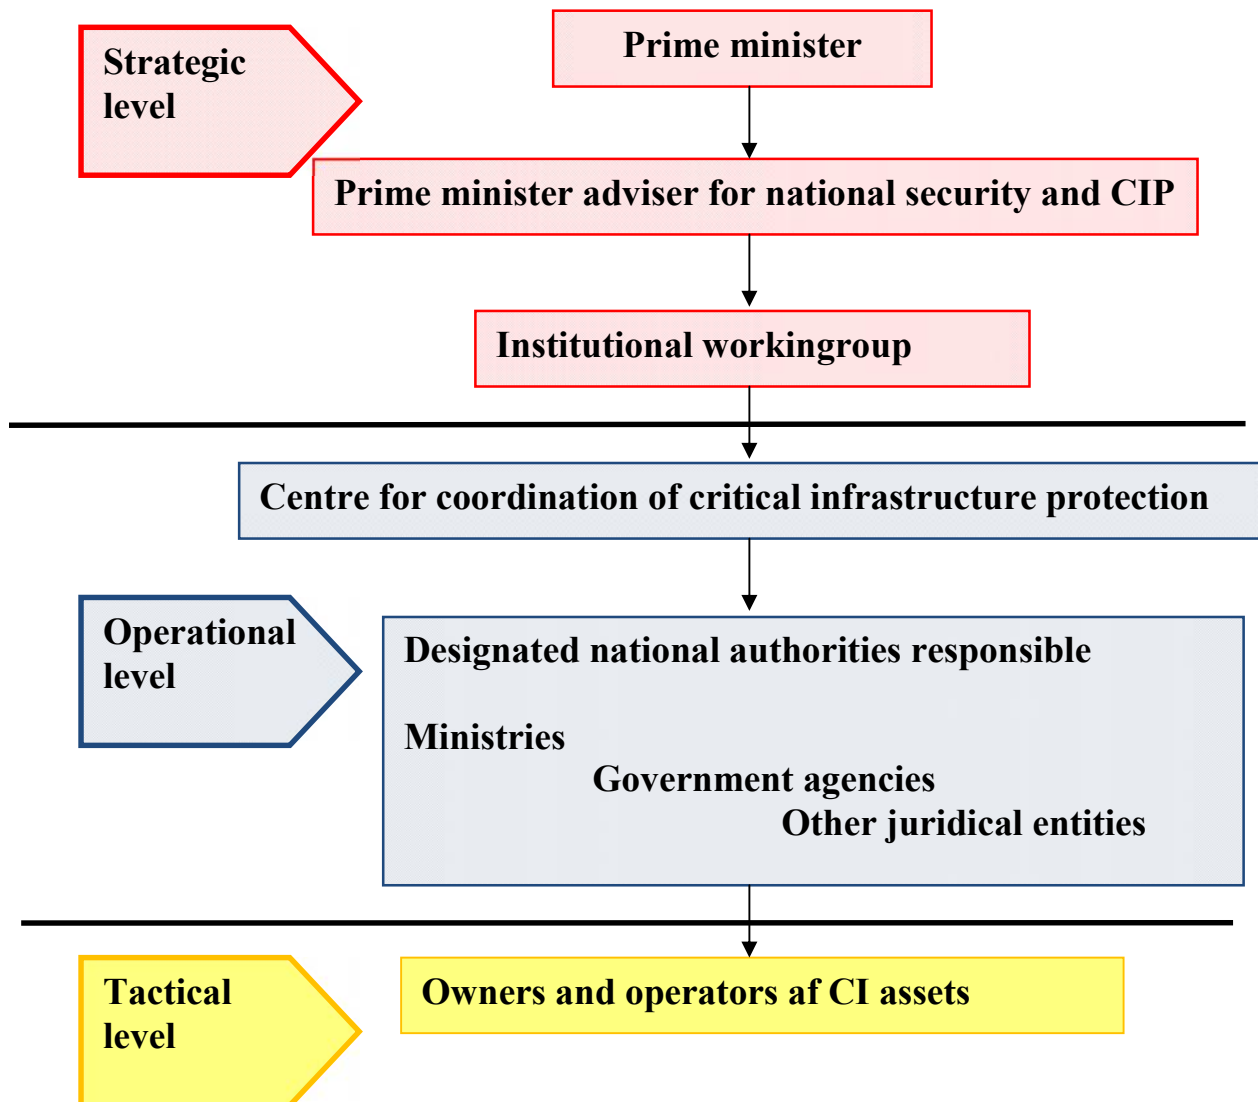 Strategic
level
Prime minister
Prime minister adviser for national security and CIP
Institutional workingroup
Centre for coordination of critical infrastructure protection
Operational
level
Designated national authorities responsible
Ministries
Government agencies
Other juridical entities
Tactical
level
Owners and operators af CI assets